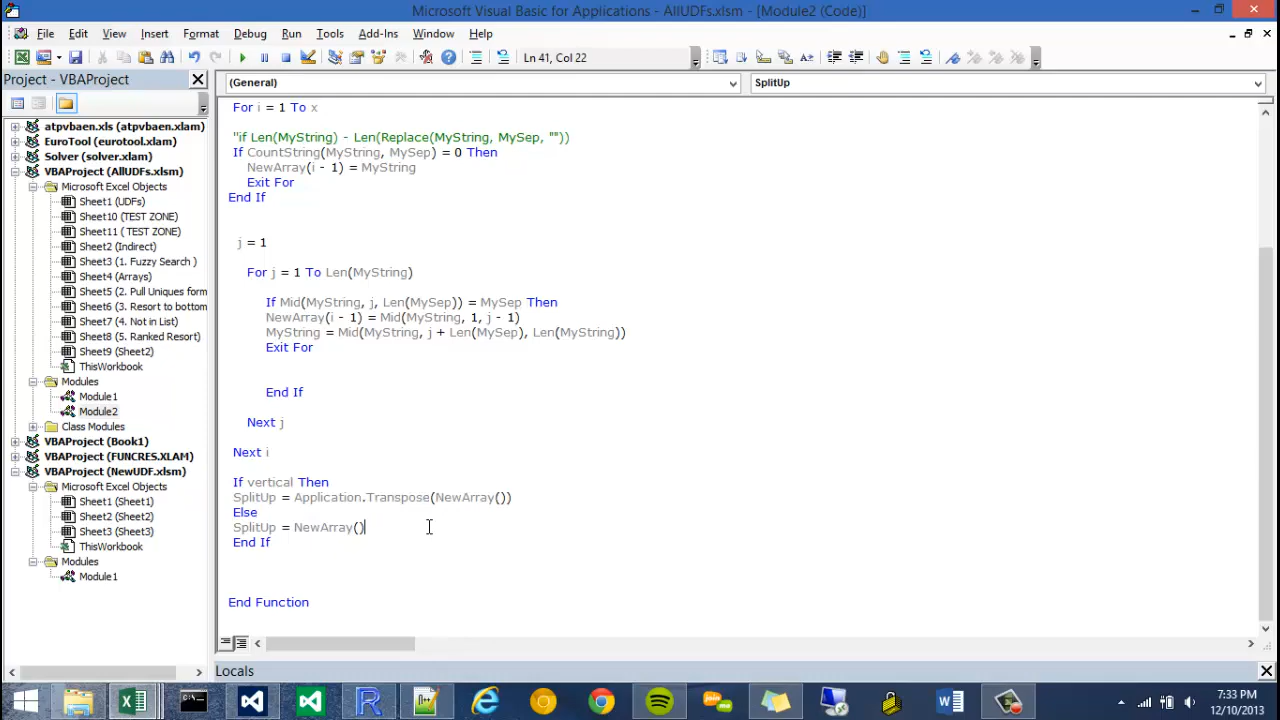 Microsoft Visual Basic for Applications - AllUDFs.xlsm - [Module2 (Code)]
File Edit View Insert Format Debug Run Tools Add-Ins Window Help
Ln 41, Col 22
Project - VBAProject
(General)
SplitUp
atpvbaen.xls (atpvbaen.xlam)
EuroTool (eurotool.xlam)
Solver (solver.xlam)
VBAProject (AllUDFs.xlsm)
Microsoft Excel Objects
Sheet1 (UDFs)
Sheet10 (TEST ZONE)
Sheet11 ( TEST ZONE)
Sheet2 (Indirect)
Sheet3 (1. Fuzzy Search )
Sheet4 (Arrays)
Sheet5 (2. Pull Uniques form
Sheet6 (3. Resort to bottom
Sheet7 (4. Not in List)
Sheet8 (5. Ranked Resort)
Sheet9 (Sheet2)
ThisWorkbook
Modules
Module1
Module2
Class Modules
VBAProject (Book1)
VBAProject (FUNCRES.XLAM)
VBAProject (NewUDF.xlsm)
Microsoft Excel Objects
Sheet1 (Sheet1)
Sheet2 (Sheet2)
Sheet3 (Sheet3)
ThisWorkbook
Modules
Module1
For i = 1 To x
"if Len(MyString) - Len(Replace(MyString, MySep, ""))
If CountString(MyString, MySep) = 0 Then
NewArray(i - 1) = MyString
Exit For
End If
j = 1
For j = 1 To Len(MyString)
If Mid(MyString, j, Len(MySep)) = MySep Then
NewArray(i - 1) = Mid(MyString, 1, j - 1)
MyString = Mid(MyString, j + Len(MySep), Len(MyString))
Exit For
End If
Next j
Next i
If vertical Then
SplitUp = Application.Transpose(NewArray())
Else
SplitUp = NewArray()
End If
End Function
Locals
7:33 PM
12/10/2013